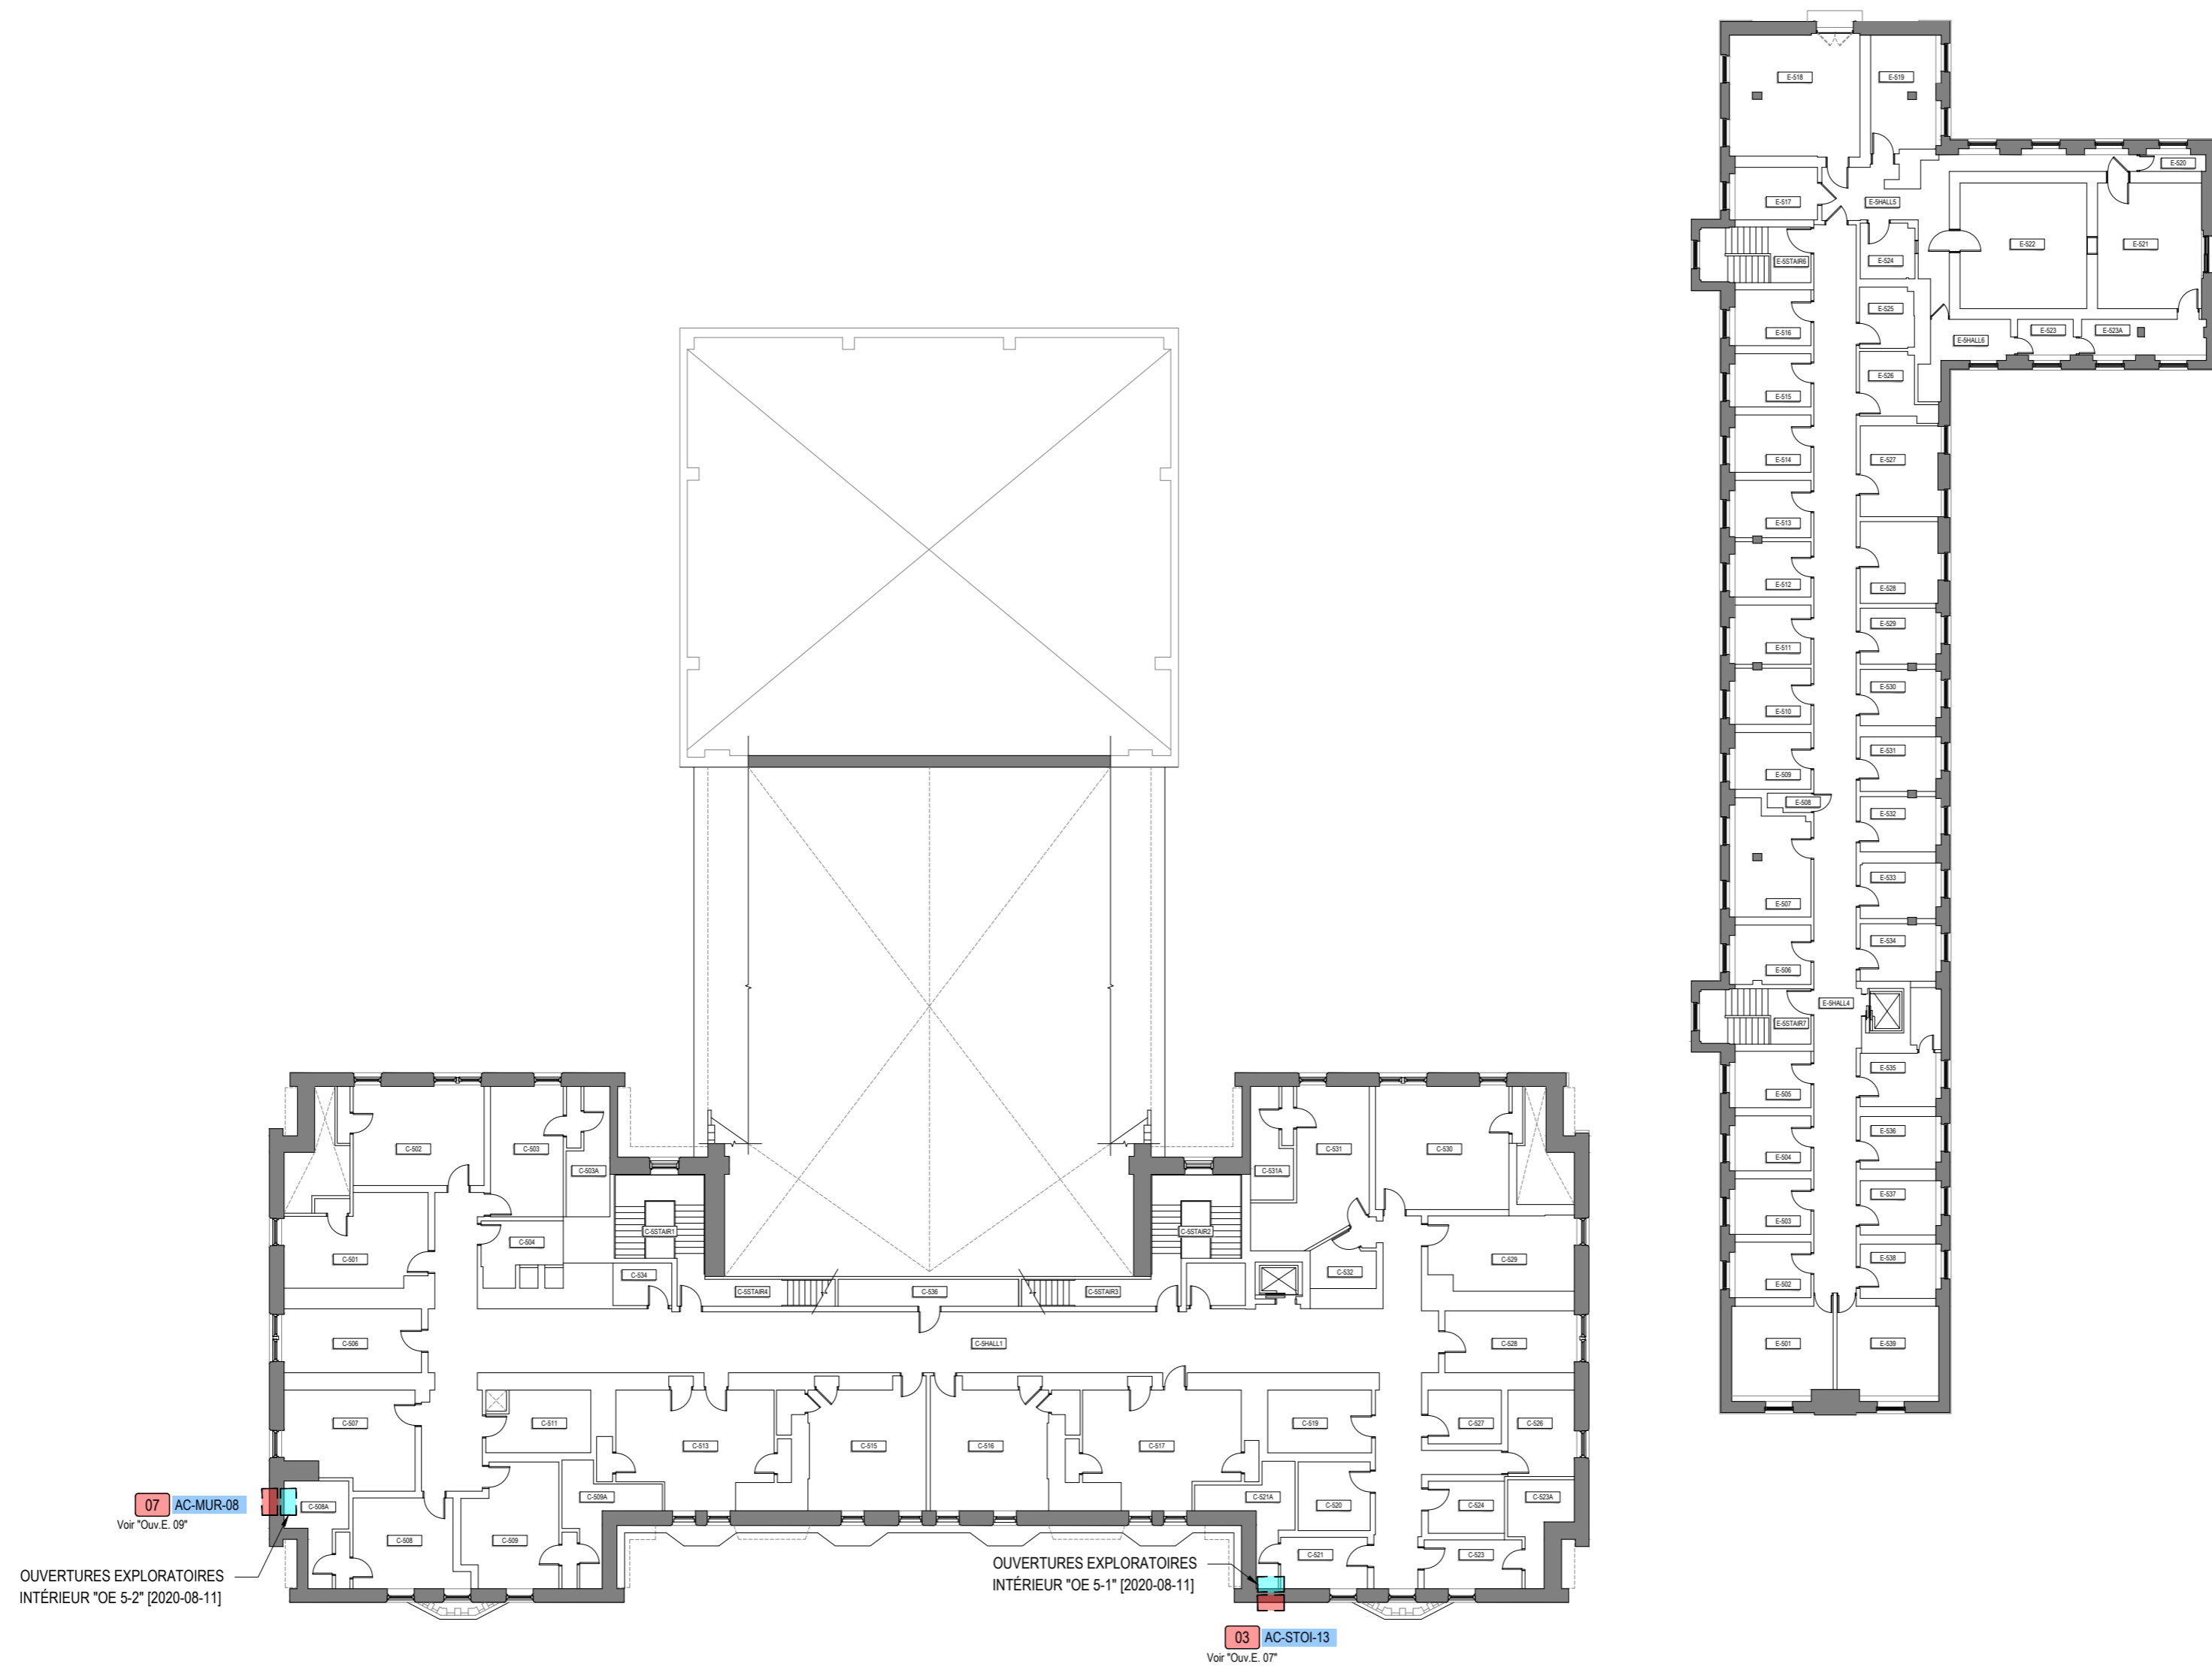 E-518
E-519
E-520
E-517
E-5HALL5
E-522
E-521
E-5STAIR6
E-524
E-525
E-516
E-523
E-523A
E-5HALL6
E-526
E-515
E-514
E-527
E-513
E-512
E-528
E-529
E-511
E-530
E-510
E-531
E-509
E-508
E-532
E-533
E-507
E-534
E-506
E-5HALL4
E-5STAIR7
E-535
E-505
E-536
E-504
E-537
E-503
E-538
E-502
E-501
E-539
C-502
C-503
C-503A
C-531
C-530
C-531A
C-5STAIR1
C-5STAIR2
C-504
C-501
C-529
C-534
C-532
C-5STAIR4
C-536
C-5STAIR3
C-506
C-5HALL1
C-528
C-507
C-511
C-513
C-515
C-516
C-517
C-519
C-527
C-526
C-508A
C-509A
C-521A
C-520
C-524
C-523A
C-508
C-509
C-521
C-523
07 AC-MUR-08
Voir "Ouv.E. 09"
OUVERTURES EXPLORATOIRES
INTÉRIEUR "OE 5-2" [2020-08-11]
OUVERTURES EXPLORATOIRES
INTÉRIEUR "OE 5-1" [2020-08-11]
03 AC-STOI-13
Voir "Ouv.E. 07"